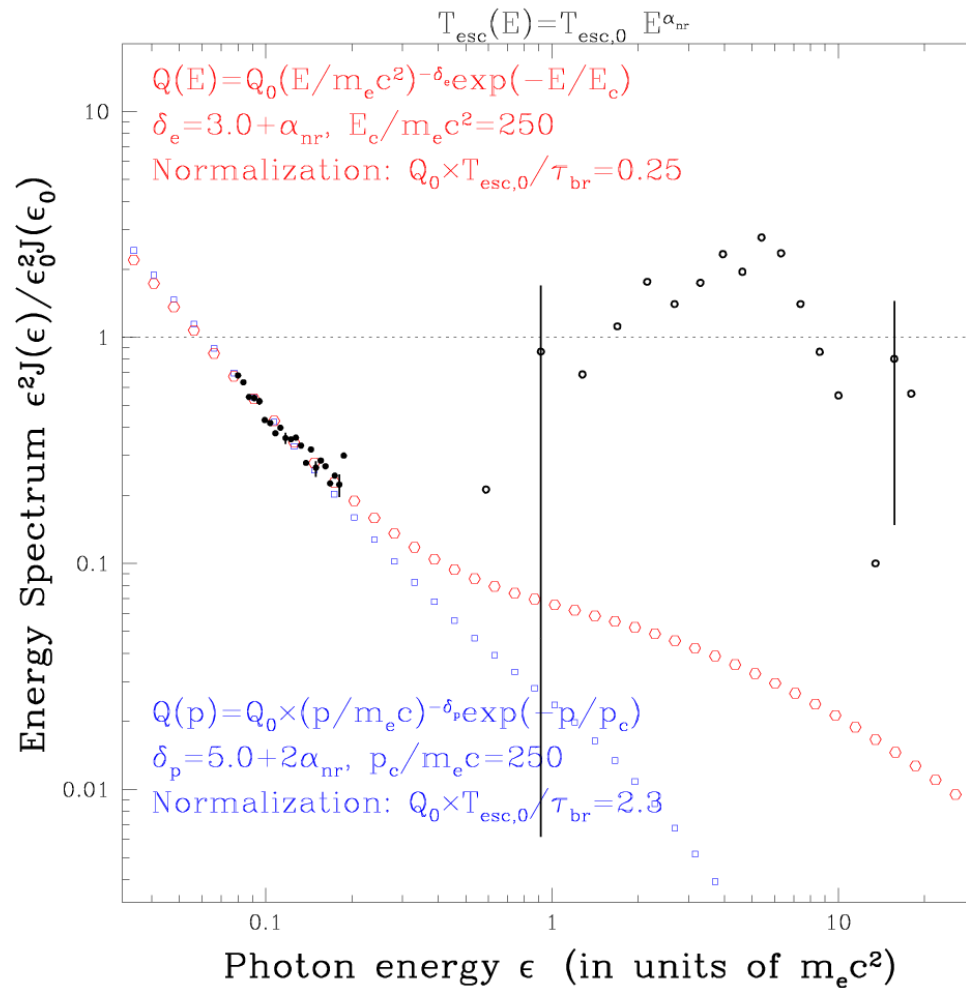 T_esc(E)=T_esc,0 E^α_nr
Q(E)=Q_0(E/m_ec^2)^-δ_e exp(-E/E_c)
δ_e=3.0+α_nr, E_c/m_ec^2=250
Normalization: Q_0×T_esc,0/τ_br=0.25
10
1
0.1
0.01
Energy Spectrum ϵ^2J(ϵ)/ϵ_0^2J(ϵ_0)
Q(p)=Q_0×(p/m_ec)^-δ_p exp(-p/p_c)
δ_p=5.0+2α_nr, p_c/m_ec=250
Normalization: Q_0×T_esc,0/τ_br=2.3
0.1 1 10
Photon energy ϵ (in units of m_ec^2)